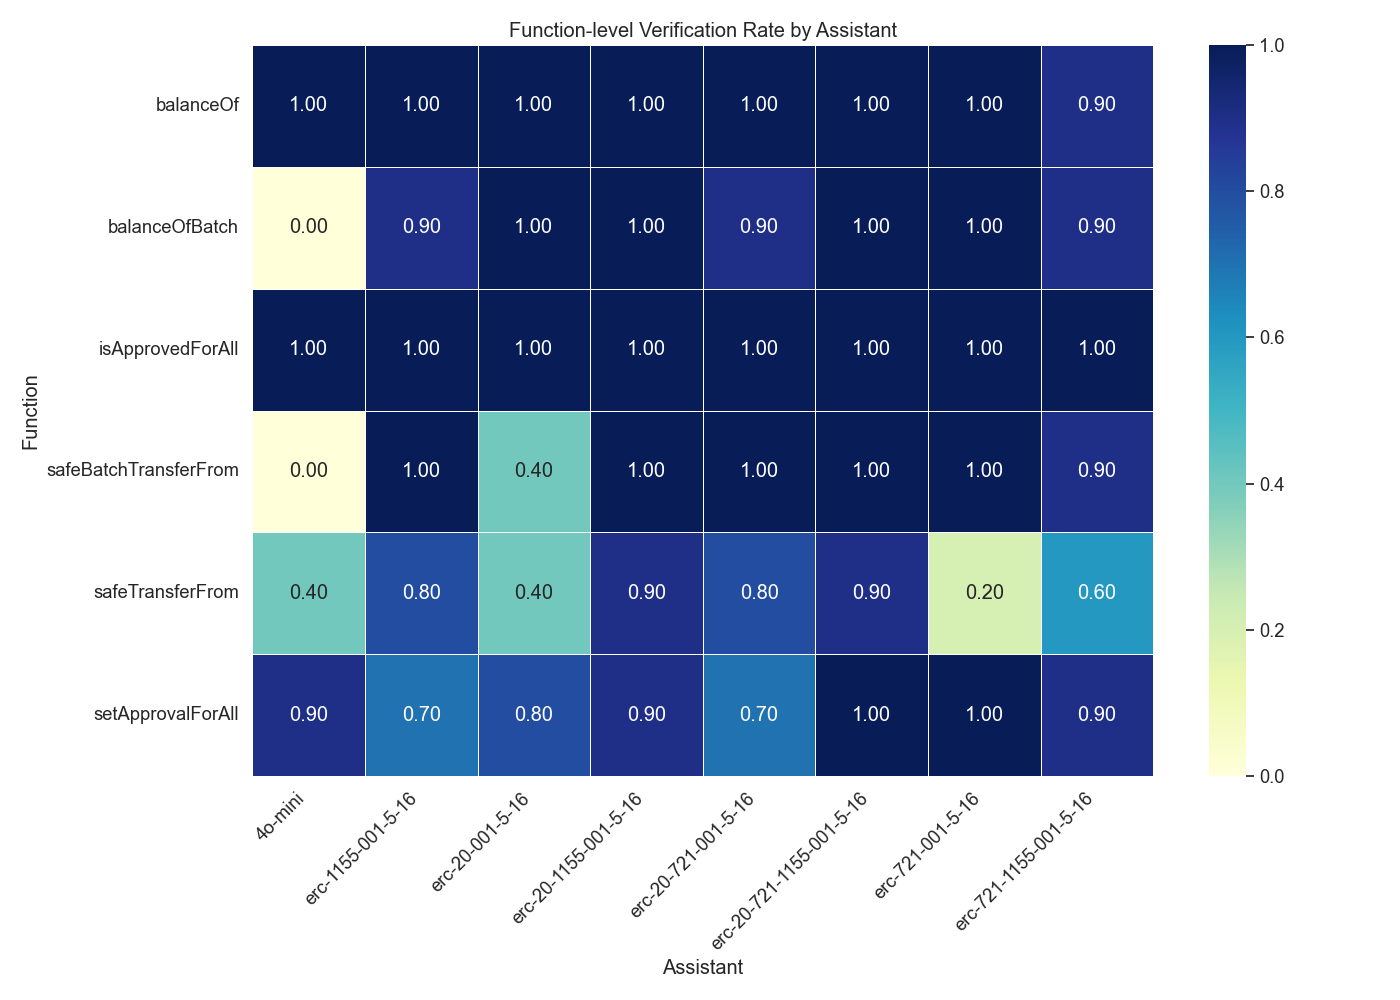 Function-level Verification Rate by Assistant
Function
balanceOf 1.00 1.00 1.00 1.00 1.00 1.00 1.00 0.90
balanceOfBatch 0.00 0.90 1.00 1.00 0.90 1.00 1.00 0.90
isApprovedForAll 1.00 1.00 1.00 1.00 1.00 1.00 1.00 1.00
safeBatchTransferFrom 0.00 1.00 0.40 1.00 1.00 1.00 1.00 0.90
safeTransferFrom 0.40 0.80 0.40 0.90 0.80 0.90 0.20 0.60
setApprovalForAll 0.90 0.70 0.80 0.90 0.70 1.00 1.00 0.90
4o-mini
erc-1155-001-5-16
erc-20-001-5-16
erc-20-1155-001-5-16
erc-20-721-001-5-16
erc-20-721-1155-001-5-16
erc-721-001-5-16
erc-721-1155-001-5-16
Assistant
1.0
0.8
0.6
0.4
0.2
0.0